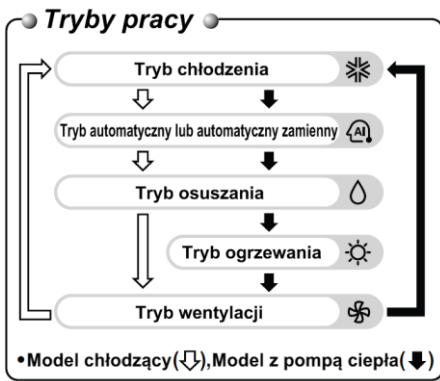 Tryby pracy
Tryb chłodzenia
Tryb automatyczny lub automatyczny zamienny
AI
Tryb osuszania
Tryb ogrzewania
Tryb wentylacji
•Model chłodzący(⇩),Model z pompą ciepła(⬇)